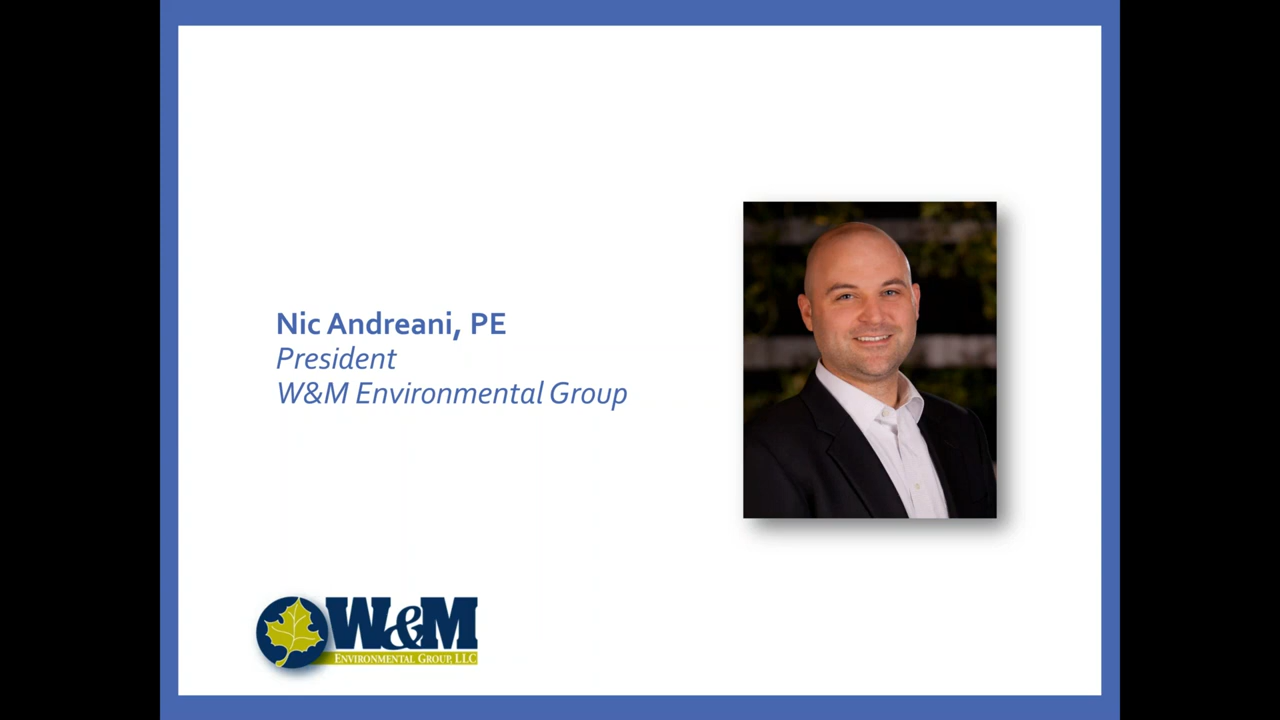 Nic Andreani, PE
President
W&M Environmental Group
W&M
ENVIRONMENTAL GROUP, LLC